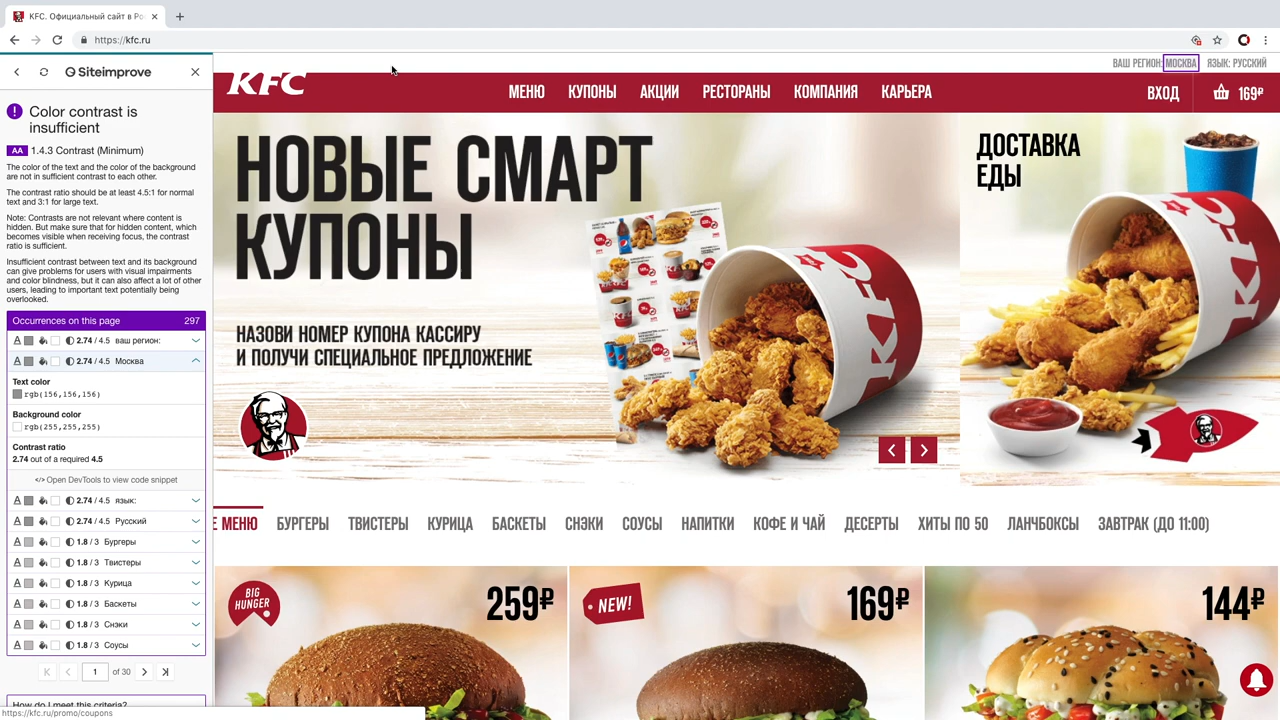 KFC. Официальный сайт в Ро
https://kfc.ru
Siteimprove
Color contrast is
insufficient
AA 1.4.3 Contrast (Minimum)
The color of the text and the color of the background
are not in sufficient contrast to each other.
The contrast ratio should be at least 4.5:1 for normal
text and 3:1 for large text.
Note: Contrasts are not relevant where content is
hidden. But make sure that for hidden content, which
becomes visible when receiving focus, the contrast
ratio is sufficient.
Insufficient contrast between text and its background
can give problems for users with visual impairments
and color blindness, but it can also affect a lot of other
users, leading to important text potentially being
overlooked.
Occurrences on this page 297
A 2.74 / 4.5 ваш регион:
A 2.74 / 4.5 Москва
Text color
rgb(156,156,156)
Background color
rgb(255,255,255)
Contrast ratio
2.74 out of a required 4.5
</> Open DevTools to view code snippet
A 2.74 / 4.5 язык:
A 2.74 / 4.5 Русский
A 1.8 / 3 Бургеры
A 1.8 / 3 Твистеры
A 1.8 / 3 Курица
A 1.8 / 3 Баскеты
A 1.8 / 3 Снэки
A 1.8 / 3 Соусы
1 of 30
How do I meet this criteria?
https://kfc.ru/promo/coupons
ВАШ РЕГИОН: МОСКВА ЯЗЫК: РУССКИЙ
KFC МЕНЮ КУПОНЫ АКЦИИ РЕСТОРАНЫ КОМПАНИЯ КАРЬЕРА ВХОД 169₽
НОВЫЕ СМАРТ
КУПОНЫ
НАЗОВИ НОМЕР КУПОНА КАССИРУ
И ПОЛУЧИ СПЕЦИАЛЬНОЕ ПРЕДЛОЖЕНИЕ
KFC
ДОСТАВКА
ЕДЫ
KFC
Е МЕНЮ БУРГЕРЫ ТВИСТЕРЫ КУРИЦА БАСКЕТЫ СНЭКИ СОУСЫ НАПИТКИ КОФЕ И ЧАЙ ДЕСЕРТЫ ХИТЫ ПО 50 ЛАНЧБОКСЫ ЗАВТРАК (ДО 11:00)
BIG
HUNGER
259₽
NEW!
169₽
144₽